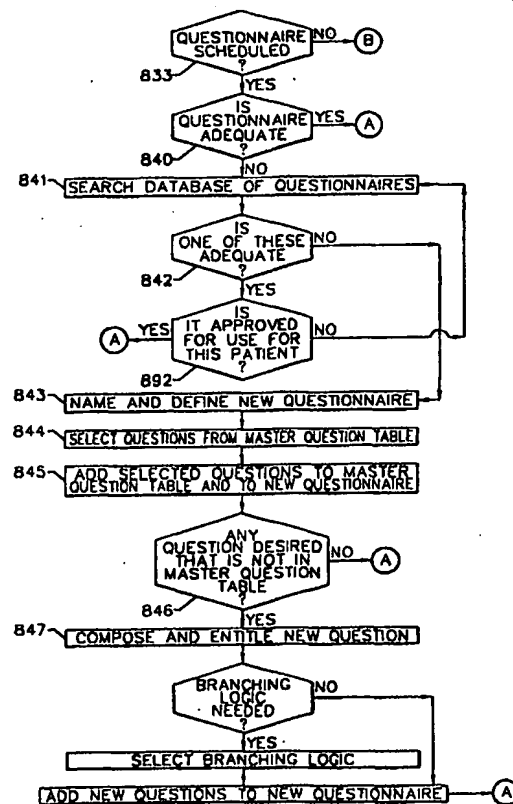 QUESTIONNAIRE
SCHEDULED
?
NO
B
833
YES
IS
QUESTIONNAIRE
ADEQUATE
?
YES
A
840
NO
841
SEARCH DATABASE OF QUESTIONNAIRES
IS
ONE OF THESE
ADEQUATE
?
NO
842
YES
IS
IT APPROVED
FOR USE FOR
THIS PATIENT
?
YES
A
NO
892
843
NAME AND DEFINE NEW QUESTIONNAIRE
844
SELECT QUESTIONS FROM MASTER QUESTION TABLE
845
ADD SELECTED QUESTIONS TO MASTER
QUESTION TABLE AND TO NEW QUESTIONNAIRE
ANY
QUESTION DESIRED
THAT IS NOT IN
MASTER QUESTION
TABLE
?
NO
A
846
YES
847
COMPOSE AND ENTITLE NEW QUESTION
BRANCHING
LOGIC
NEEDED
?
NO
YES
SELECT BRANCHING LOGIC
ADD NEW QUESTIONS TO NEW QUESTIONNAIRE
A